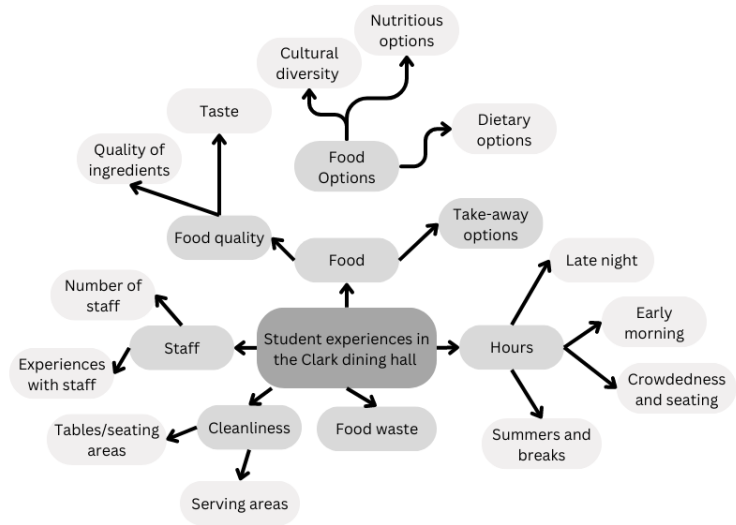 Nutritious
options
Cultural
diversity
Taste
Dietary
options
Quality of
ingredients
Food
Options
Take-away
options
Food quality
Food
Late night
Number of
staff
Early
morning
Staff
Student experiences in
the Clark dining hall
Hours
Experiences
with staff
Crowdedness
and seating
Tables/seating
areas
Cleanliness
Food waste
Summers and
breaks
Serving areas